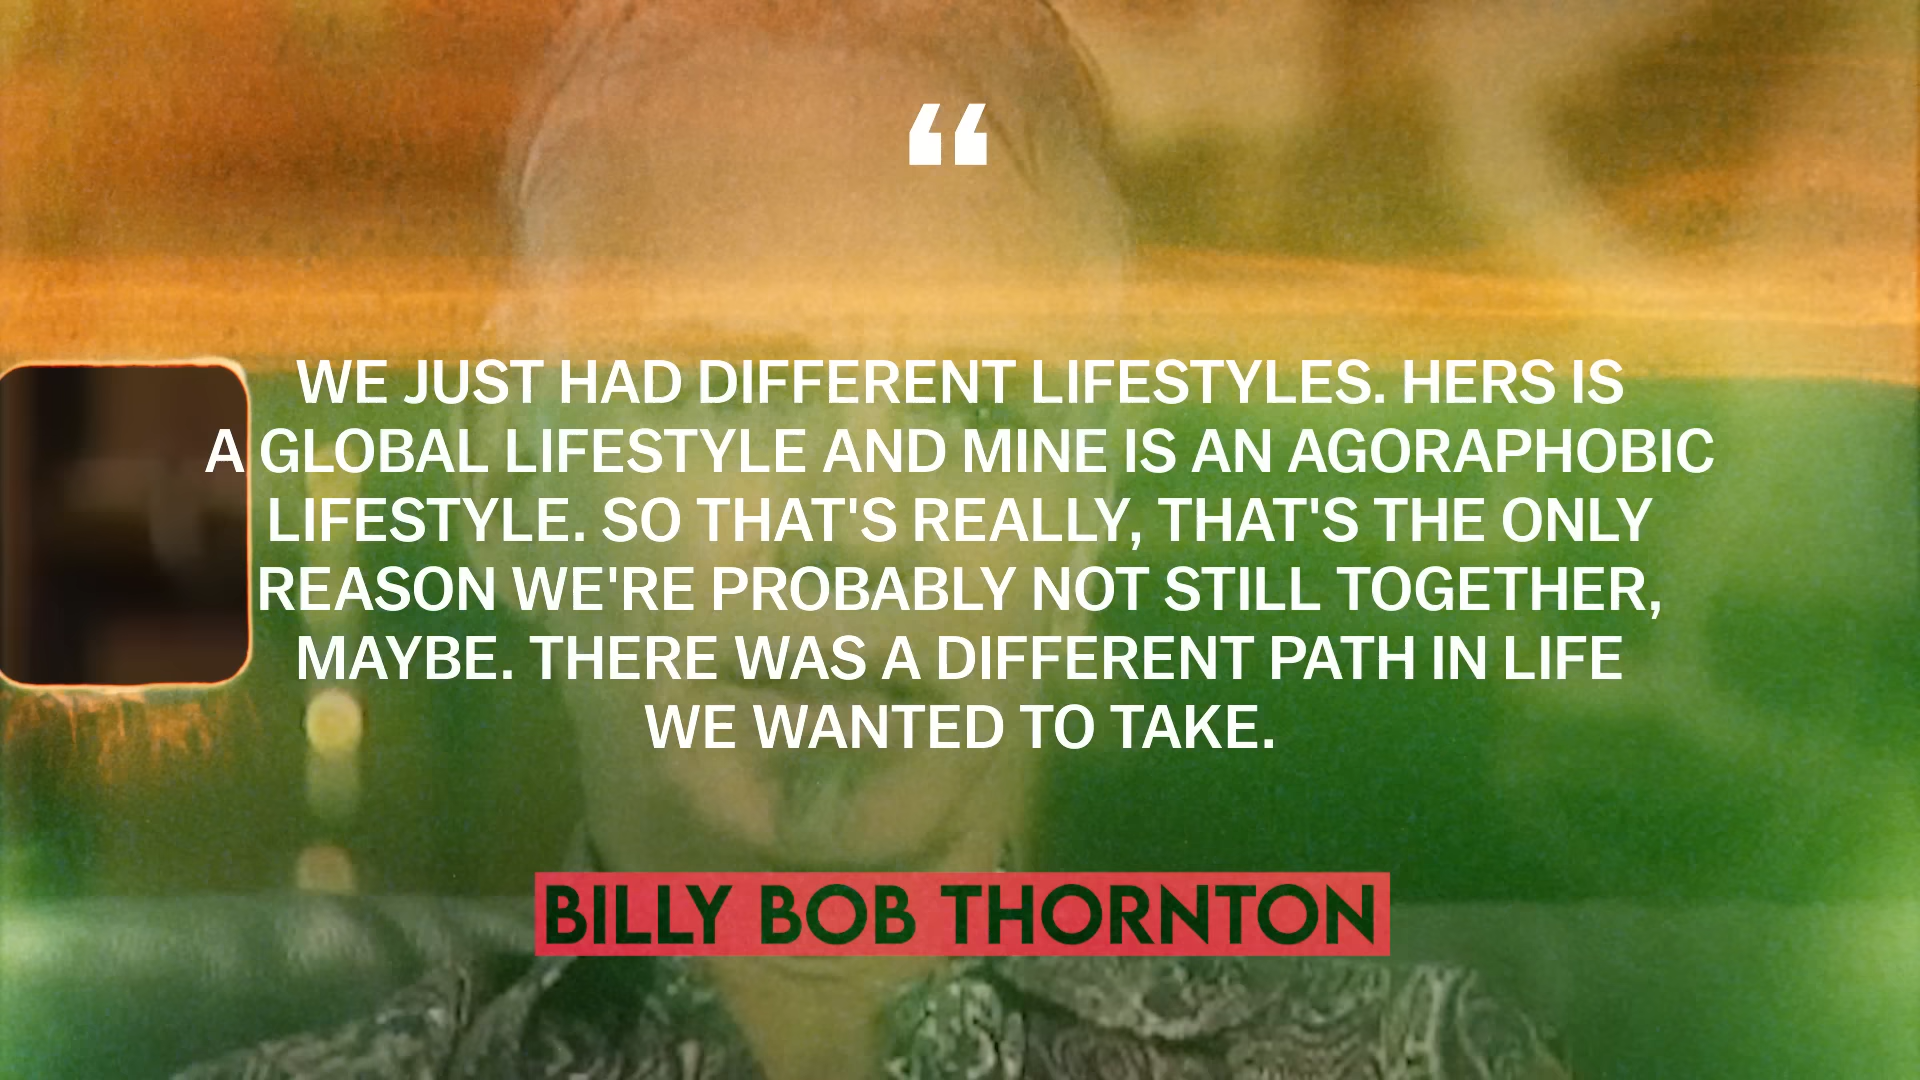 “
WE JUST HAD DIFFERENT LIFESTYLES. HERS IS
A GLOBAL LIFESTYLE AND MINE IS AN AGORAPHOBIC
LIFESTYLE. SO THAT'S REALLY, THAT'S THE ONLY
REASON WE'RE PROBABLY NOT STILL TOGETHER,
MAYBE. THERE WAS A DIFFERENT PATH IN LIFE
WE WANTED TO TAKE.
BILLY BOB THORNTON